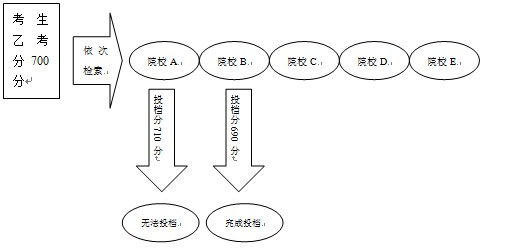 考生
乙考
分700
分
依次
检索
院校A
院校B
院校C
院校D
院校E
投档分710分
投档分690分
无法投档
完成投档